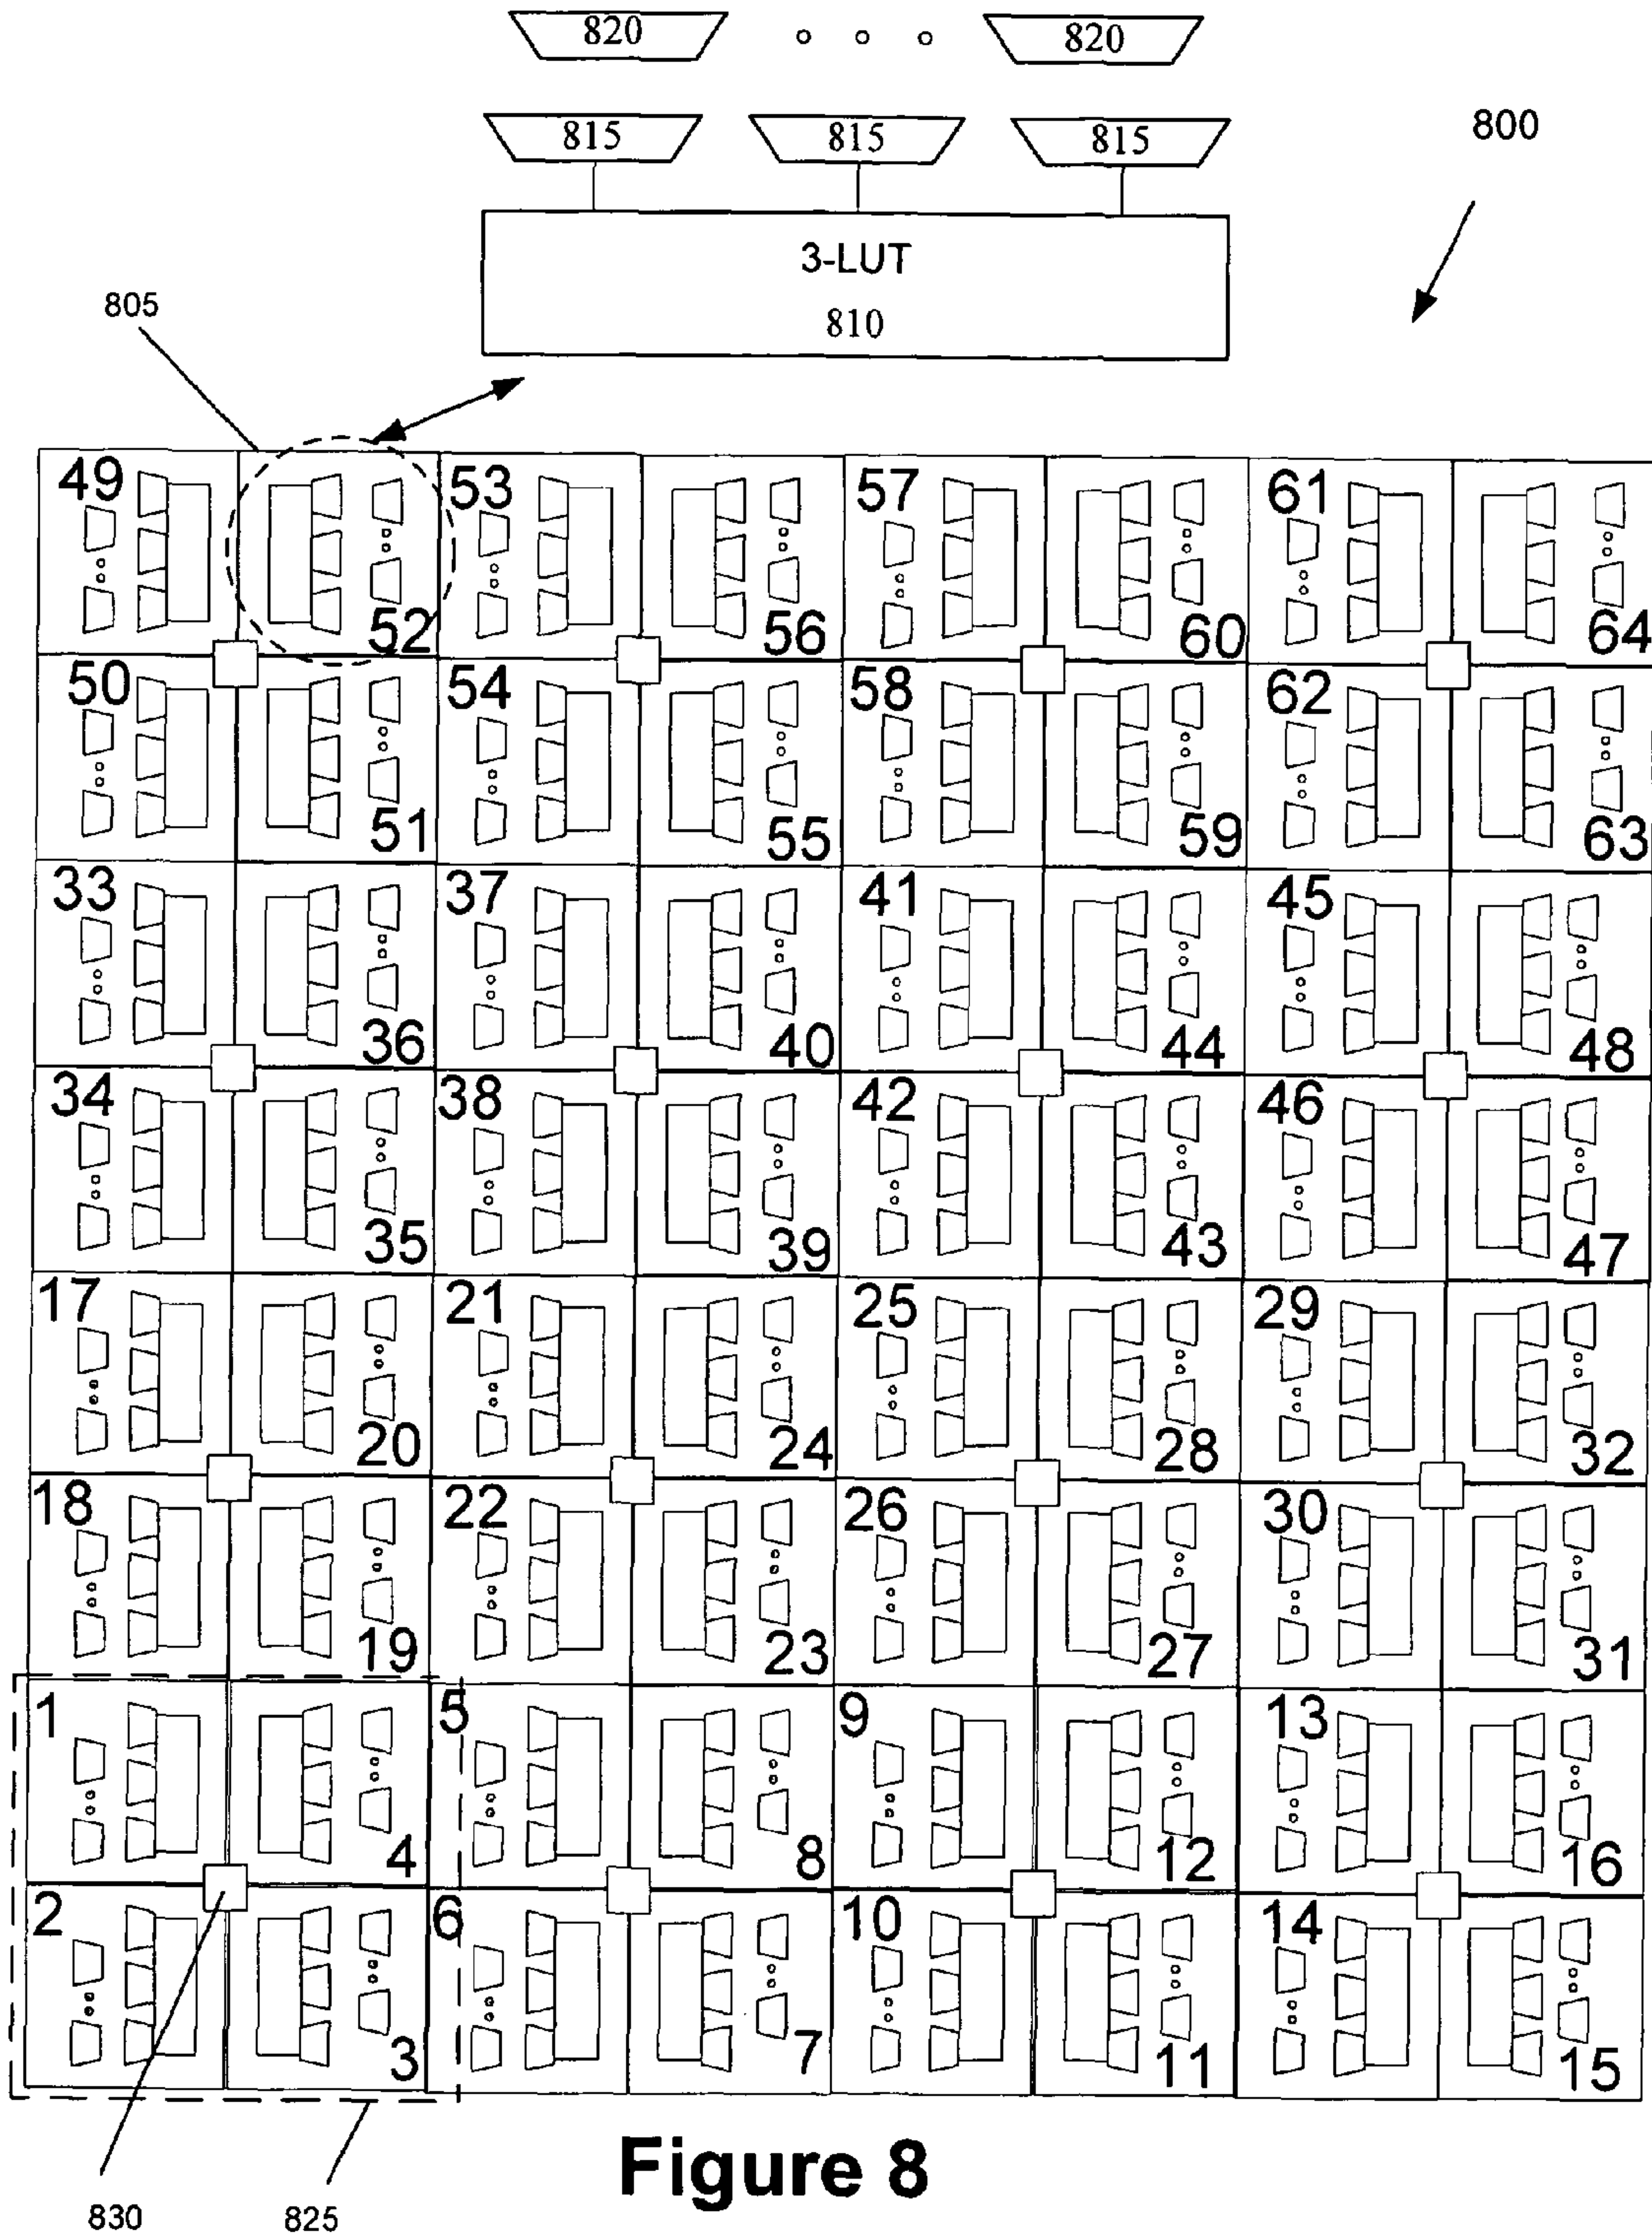 820 820
815 815 815
800
3-LUT
810
805
49 52 53 56 57 60 61 64
50 51 54 55 58 59 62 63
33 36 37 40 41 44 45 48
34 35 38 39 42 43 46 47
17 20 21 24 25 28 29 32
18 19 22 23 26 27 30 31
1 4 5 8 9 12 13 16
2 3 6 7 10 11 14 15
Figure 8
830 825